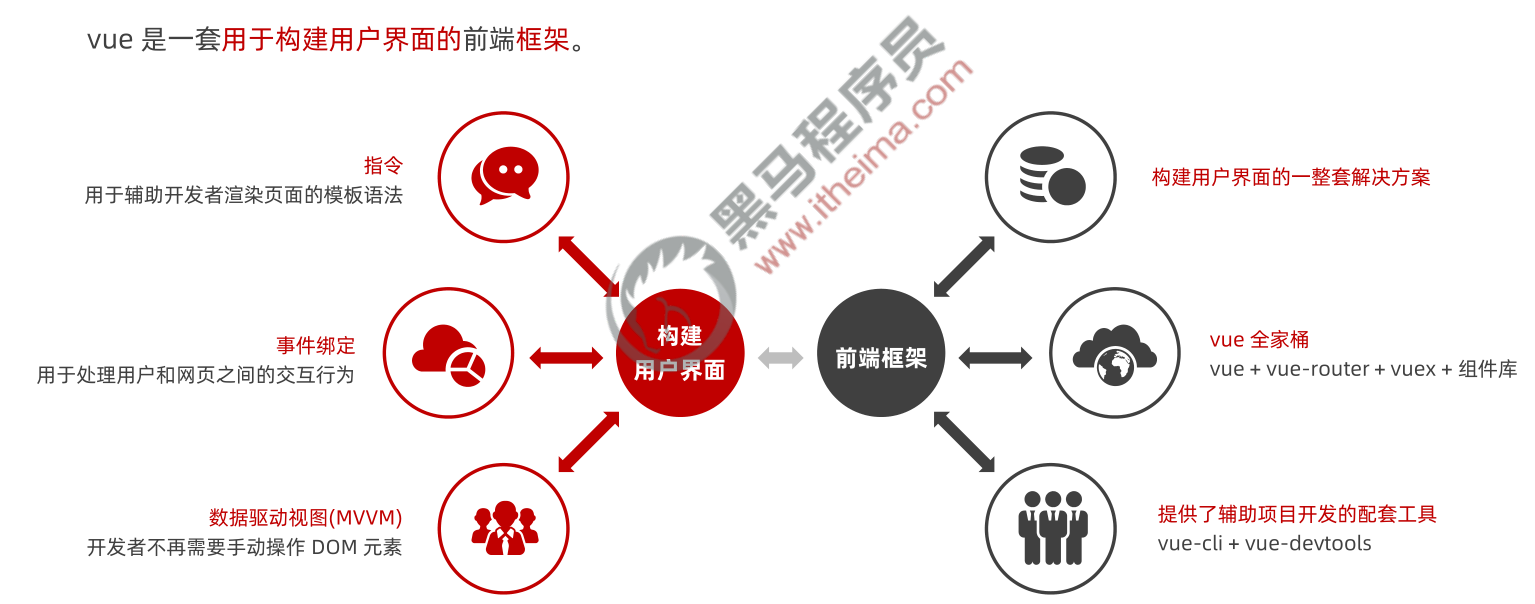 vue 是一套用于构建用户界面的前端框架。
黑马程序员
www.itheima.com
指令
用于辅助开发者渲染页面的模板语法
事件绑定
用于处理用户和网页之间的交互行为
数据驱动视图(MVVM)
开发者不再需要手动操作 DOM 元素
构建
用户界面
前端框架
构建用户界面的一整套解决方案
vue 全家桶
vue + vue-router + vuex + 组件库
提供了辅助项目开发的配套工具
vue-cli + vue-devtools